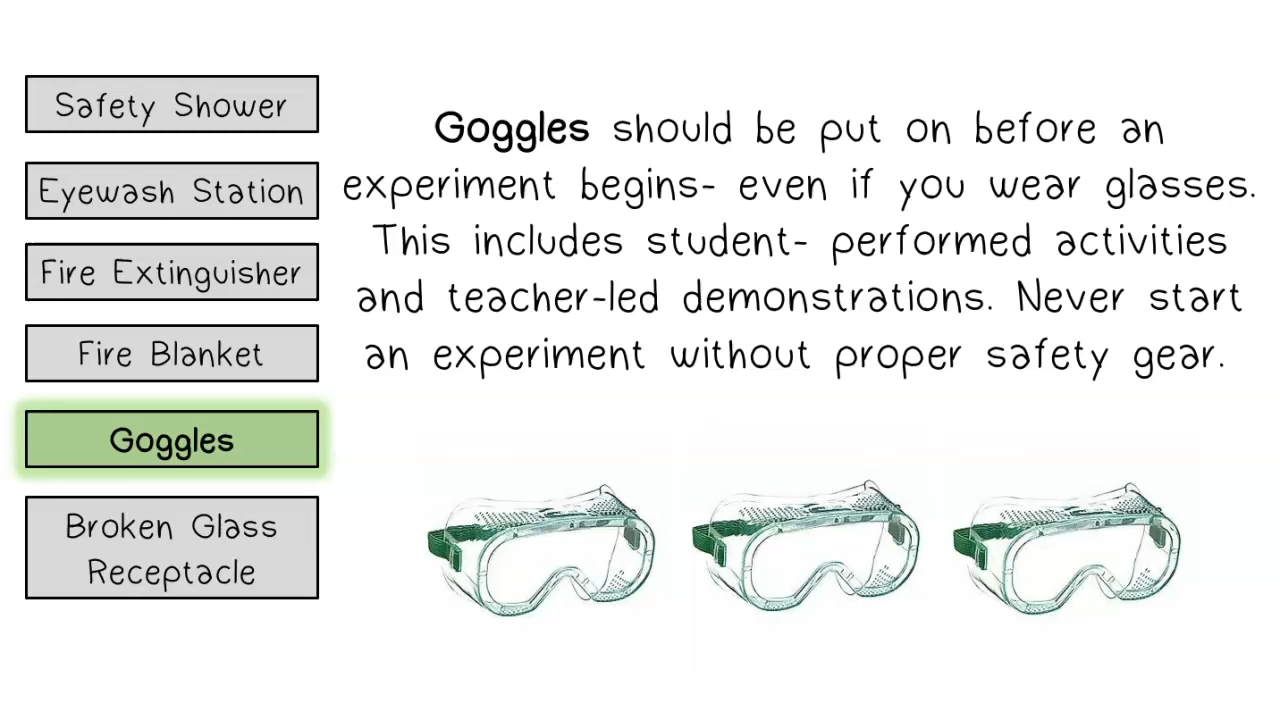 Safety Shower
Eyewash Station
Fire Extinguisher
Fire Blanket
Goggles
Broken Glass
Receptacle
Goggles should be put on before an
experiment begins- even if you wear glasses.
This includes student- performed activities
and teacher-led demonstrations. Never start
an experiment without proper safety gear.